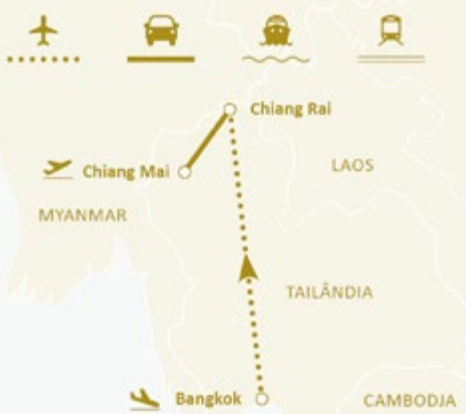 Chiang Rai
LAOS
Chiang Mai
MYANMAR
TAILÂNDIA
Bangkok
CAMBODJA